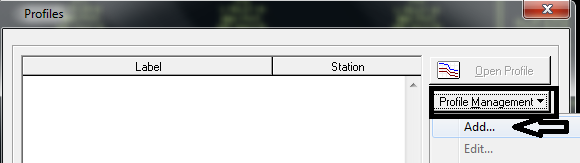 Profiles
Label Station
Open Profile
Profile Management
Add...
Edit...